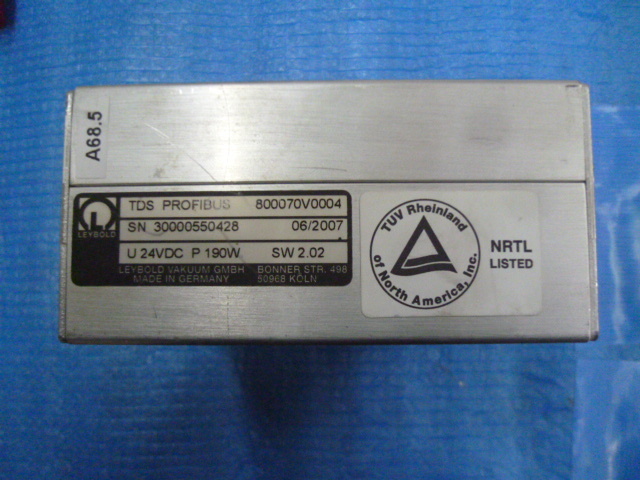 A68.5
TDS PROFIBUS 800070V0004
SN 30000550428 06/2007
U 24VDC P 190W SW 2.02
LEYBOLD
LEYBOLD VAKUUM GMBH BONNER STR. 498
MADE IN GERMANY 50968 KÖLN
TUV Rheinland
of North America, Inc.
NRTL
LISTED